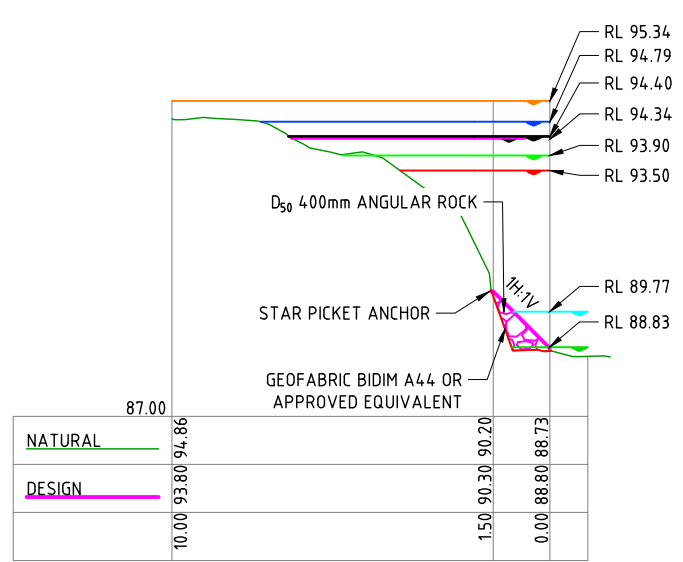 RL 95.34
RL 94.79
RL 94.40
RL 94.34
RL 93.90
RL 93.50
D50 400mm ANGULAR ROCK
1H:1V
RL 89.77
STAR PICKET ANCHOR
RL 88.83
GEOFABRIC BIDIM A44 OR
APPROVED EQUIVALENT
87.00
NATURAL 94.86 90.20 88.73
DESIGN 93.80 90.30 88.80
10.00 1.50 0.00